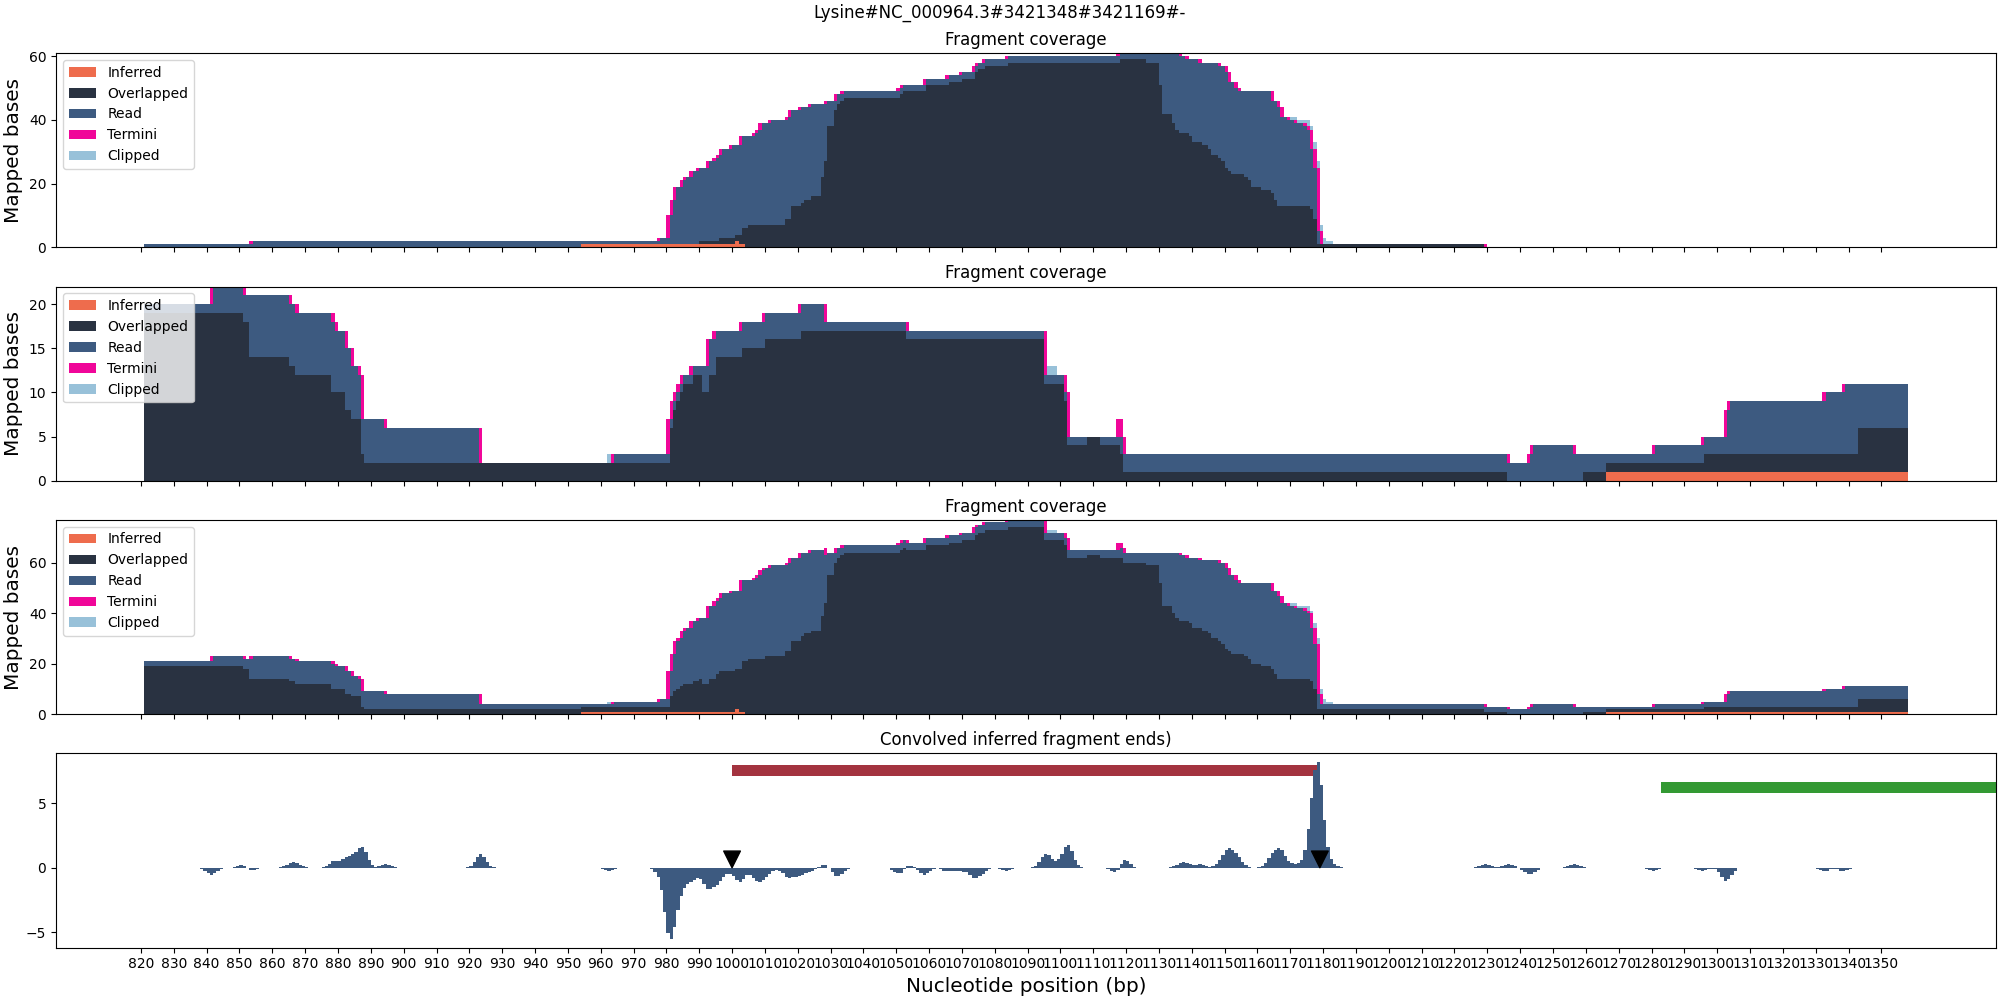 Lysine#NC_000964.3#3421348#3421169#-
Fragment coverage
Mapped bases
60
40
20
0
Inferred
Overlapped
Read
Termini
Clipped
Fragment coverage
Mapped bases
20
15
10
5
0
Inferred
Overlapped
Read
Termini
Clipped
Fragment coverage
Mapped bases
60
40
20
0
Inferred
Overlapped
Read
Termini
Clipped
Convolved inferred fragment ends)
5
0
−5
820 830 840 850 860 870 880 890 900 910 920 930 940 950 960 970 980 990 1000 1010 1020 1030 1040 1050 1060 1070 1080 1090 1100 1110 1120 1130 1140 1150 1160 1170 1180 1190 1200 1210 1220 1230 1240 1250 1260 1270 1280 1290 1300 1310 1320 1330 1340 1350
Nucleotide position (bp)